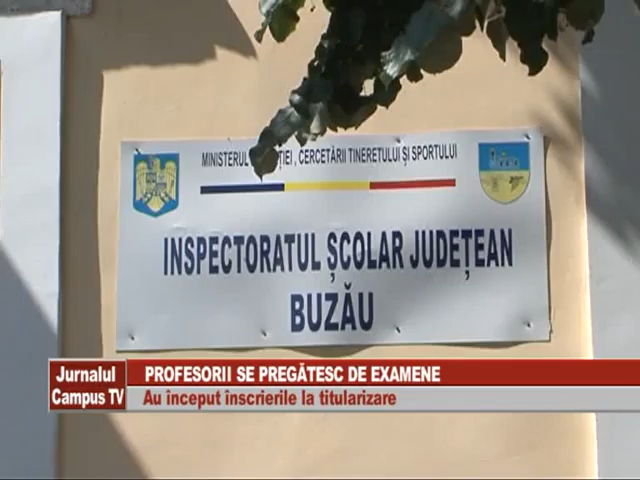 MINISTERUL CERCETĂRII TINERETULUI ȘI SPORTULUI
INSPECTORATUL ȘCOLAR JUDEȚEAN
BUZĂU
Jurnalul
Campus TV
PROFESORII SE PREGĂTESC DE EXAMENE
Au început înscrierile la titularizare